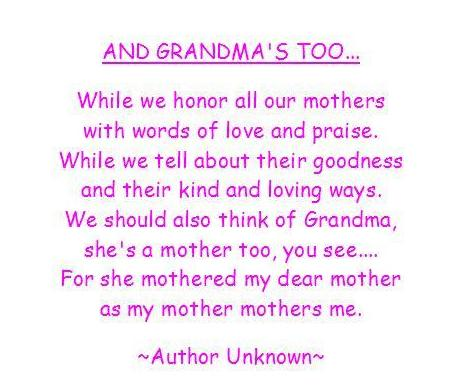 AND GRANDMA'S TOO...
While we honor all our mothers
with words of love and praise.
While we tell about their goodness
and their kind and loving ways.
We should also think of Grandma,
she's a mother too, you see....
For she mothered my dear mother
as my mother mothers me.
~Author Unknown~